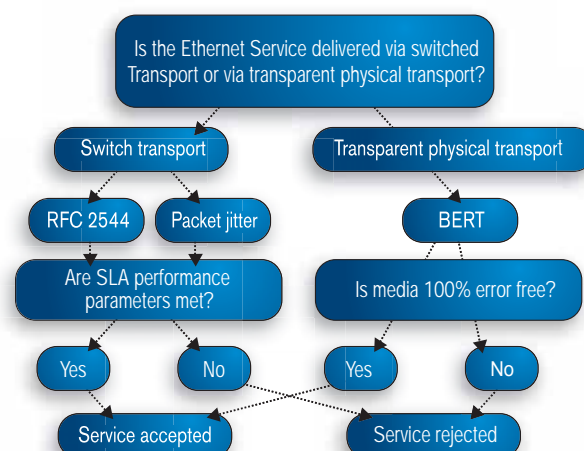 Is the Ethernet Service delivered via switched
Transport or via transparent physical transport?
Switch transport
Transparent physical transport
RFC 2544
Packet jitter
BERT
Are SLA performance
parameters met?
Is media 100% error free?
Yes
No
Yes
No
Service accepted
Service rejected